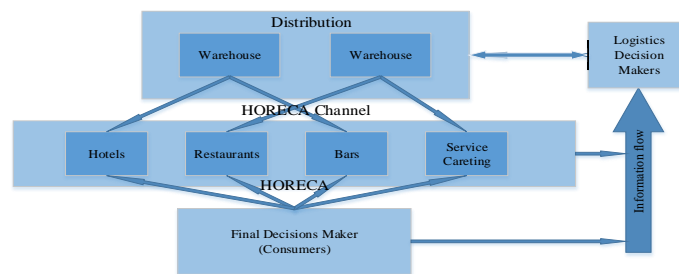 Distribution
Warehouse
Warehouse
Logistics
Decision
Makers
HORECA Channel
Hotels
Restaurants
Bars
Service
Careting
HORECA
Final Decisions Maker
(Consumers)
Information flow